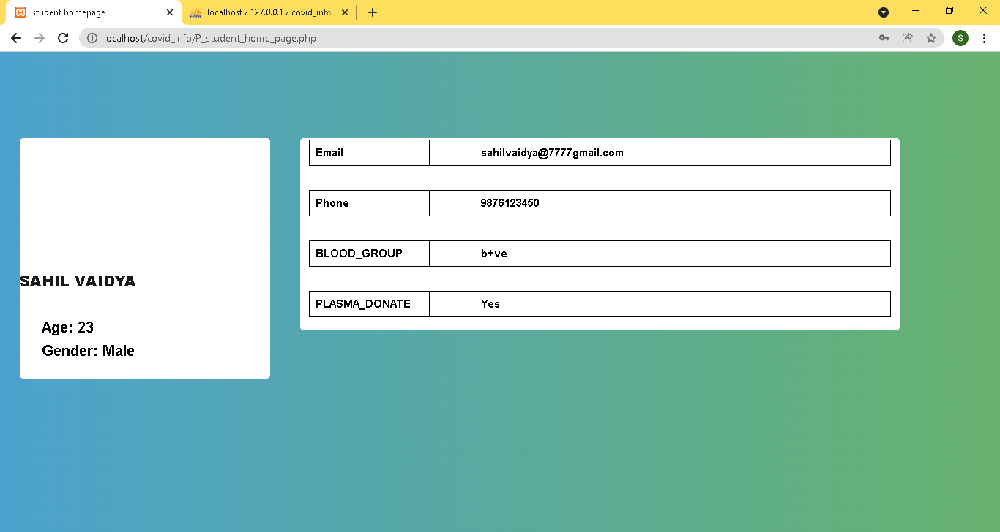 student homepage
PMA localhost / 127.0.0.1 / covid_info
localhost/covid_info/P_student_home_page.php
S
SAHIL VAIDYA
Age: 23
Gender: Male
Email sahilvaidya@7777gmail.com
Phone 9876123450
BLOOD_GROUP b+ve
PLASMA_DONATE Yes